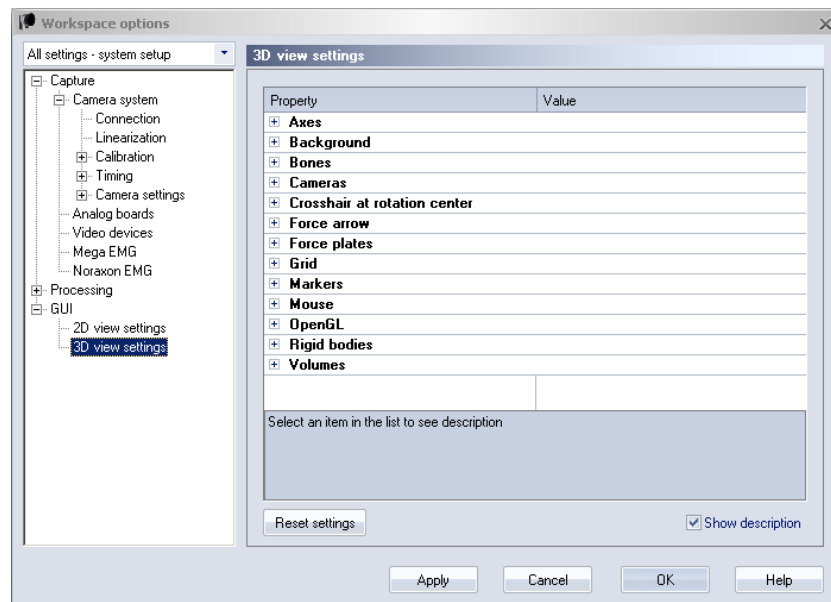 Workspace options
All settings - system setup
Capture
Camera system
Connection
Linearization
Calibration
Timing
Camera settings
Analog boards
Video devices
Mega EMG
Noraxon EMG
Processing
GUI
2D view settings
3D view settings
3D view settings
Property Value
Axes
Background
Bones
Cameras
Crosshair at rotation center
Force arrow
Force plates
Grid
Markers
Mouse
OpenGL
Rigid bodies
Volumes
Select an item in the list to see description
Reset settings Show description
Apply Cancel OK Help